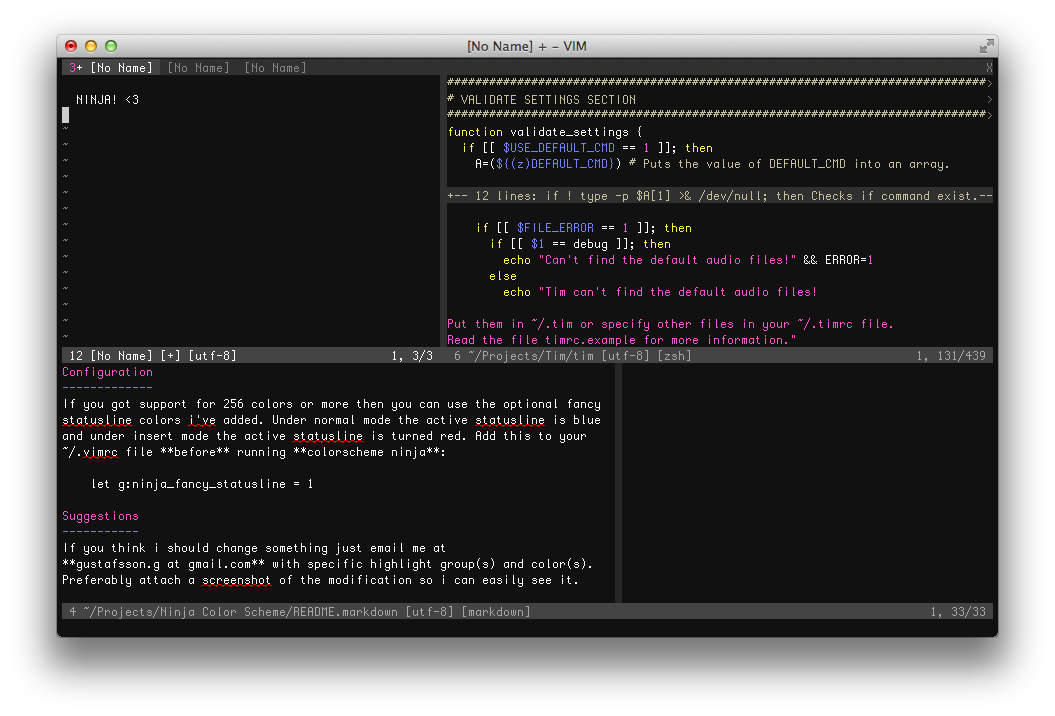 [No Name] + – VIM
3+ [No Name] [No Name] [No Name] X
NINJA! <3
~
~
~
~
~
~
~
~
~
~
~
~
~
~
12 [No Name] [+] [utf-8] 1, 3/3
#############################################################################>
# VALIDATE SETTINGS SECTION >
#############################################################################>
function validate_settings {
if [[ $USE_DEFAULT_CMD == 1 ]]; then
A=(${(z)DEFAULT_CMD}) # Puts the value of DEFAULT_CMD into an array.
+-- 12 lines: if ! type -p $A[1] >& /dev/null; then Checks if command exist.--
if [[ $FILE_ERROR == 1 ]]; then
if [[ $1 == debug ]]; then
echo "Can't find the default audio files!" && ERROR=1
else
echo "Tim can't find the default audio files!
Put them in ~/.tim or specify other files in your ~/.timrc file.
Read the file timrc.example for more information."
6 ~/Projects/Tim/tim [utf-8] [zsh] 1, 131/439
Configuration
-------------
If you got support for 256 colors or more then you can use the optional fancy
statusline colors i've added. Under normal mode the active statusline is blue
and under insert mode the active statusline is turned red. Add this to your
~/.vimrc file **before** running **colorscheme ninja**:
let g:ninja_fancy_statusline = 1
Suggestions
-----------
If you think i should change something just email me at
**gustafsson.g at gmail.com** with specific highlight group(s) and color(s).
Preferably attach a screenshot of the modification so i can easily see it.
4 ~/Projects/Ninja Color Scheme/README.markdown [utf-8] [markdown] 1, 33/33